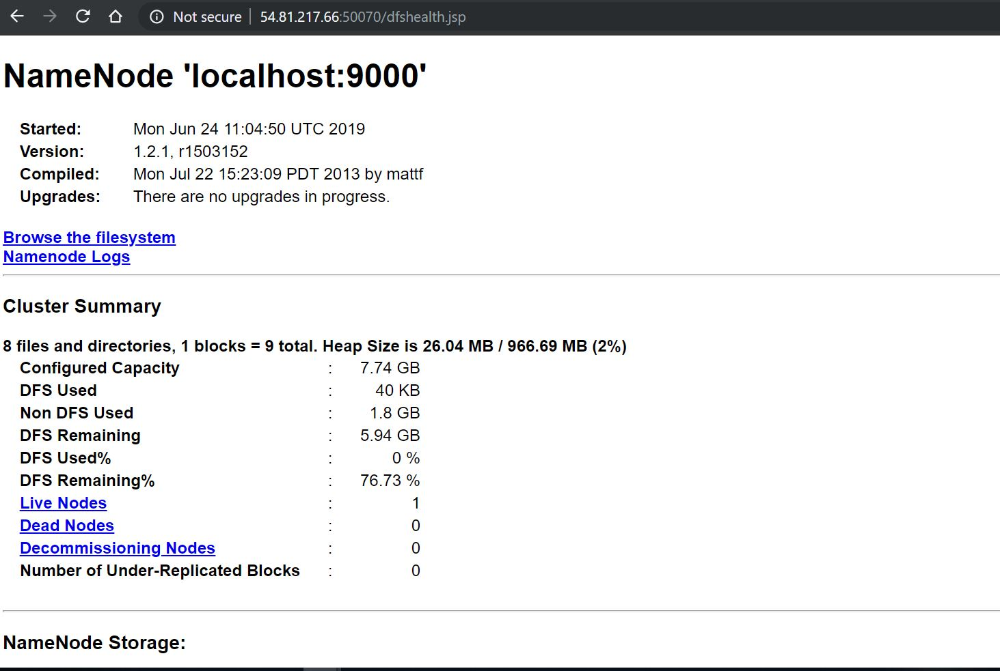 Not secure | 54.81.217.66:50070/dfshealth.jsp
NameNode 'localhost:9000'
Started: Mon Jun 24 11:04:50 UTC 2019
Version: 1.2.1, r1503152
Compiled: Mon Jul 22 15:23:09 PDT 2013 by mattf
Upgrades: There are no upgrades in progress.
Browse the filesystem
Namenode Logs
Cluster Summary
8 files and directories, 1 blocks = 9 total. Heap Size is 26.04 MB / 966.69 MB (2%)
Configured Capacity : 7.74 GB
DFS Used : 40 KB
Non DFS Used : 1.8 GB
DFS Remaining : 5.94 GB
DFS Used% : 0 %
DFS Remaining% : 76.73 %
Live Nodes : 1
Dead Nodes : 0
Decommissioning Nodes : 0
Number of Under-Replicated Blocks : 0
NameNode Storage: